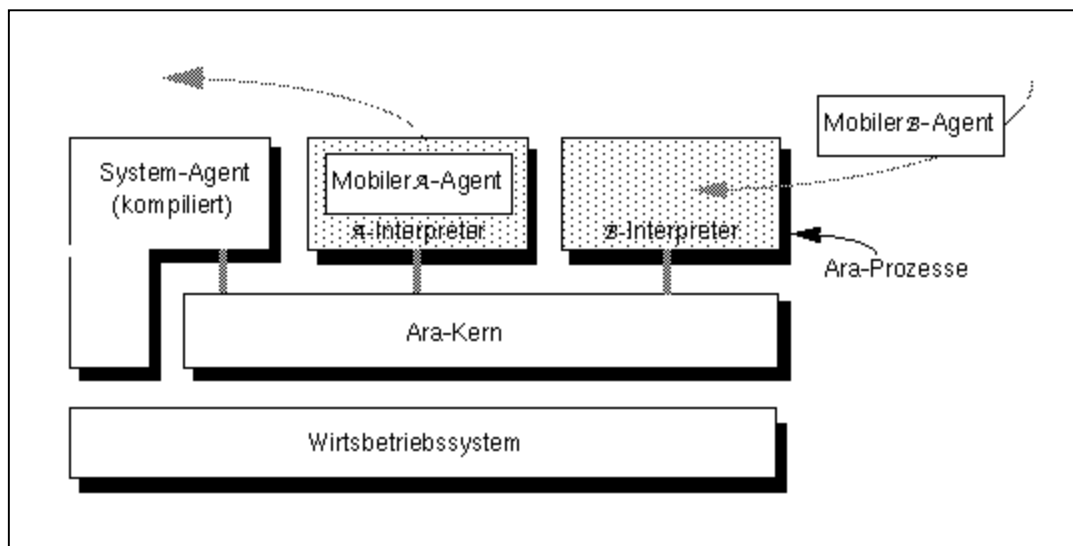 Mobiler ℬ-Agent
System-Agent
(kompiliert)
Mobiler 𝒜-Agent
𝒜-Interpreter
ℬ-Interpreter
Ara-Prozesse
Ara-Kern
Wirtsbetriebssystem